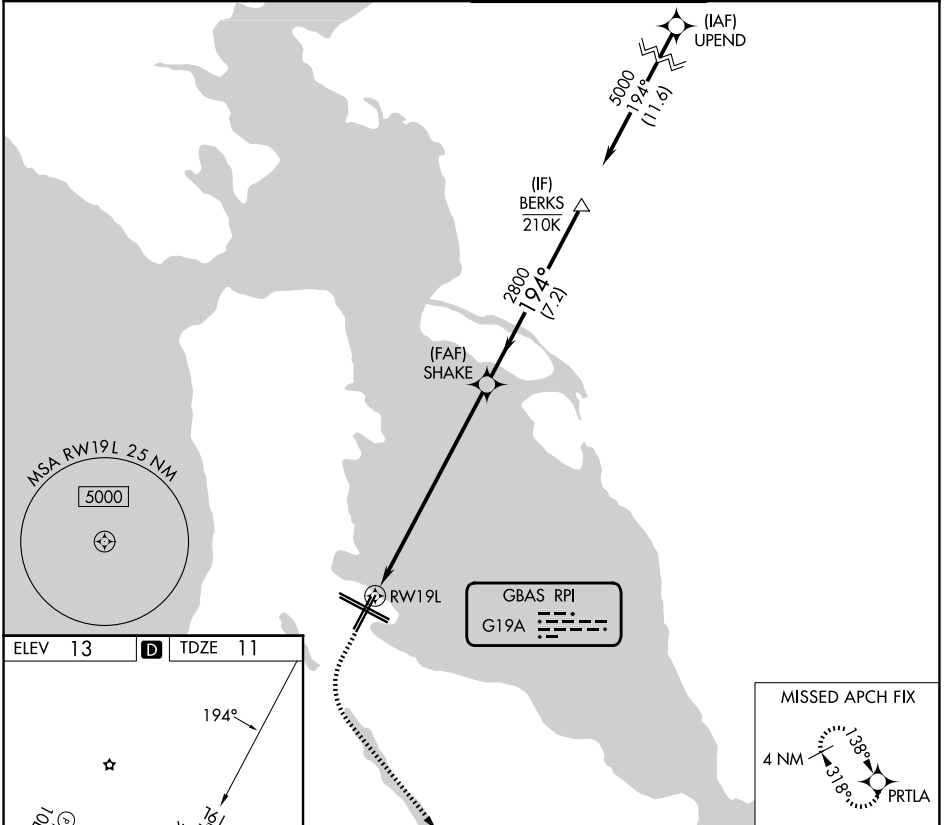 (IAF)
UPEND
5000
194°
(11.6)
(IF)
BERKS
210K
2800
194°
(7.2)
(FAF)
SHAKE
MSA RW19L 25 NM
5000
RW19L
GBAS RPI
G19A
ELEV 13
D
TDZE 11
194°
161
MISSED APCH FIX
4 NM
138°
318°
PRTLA